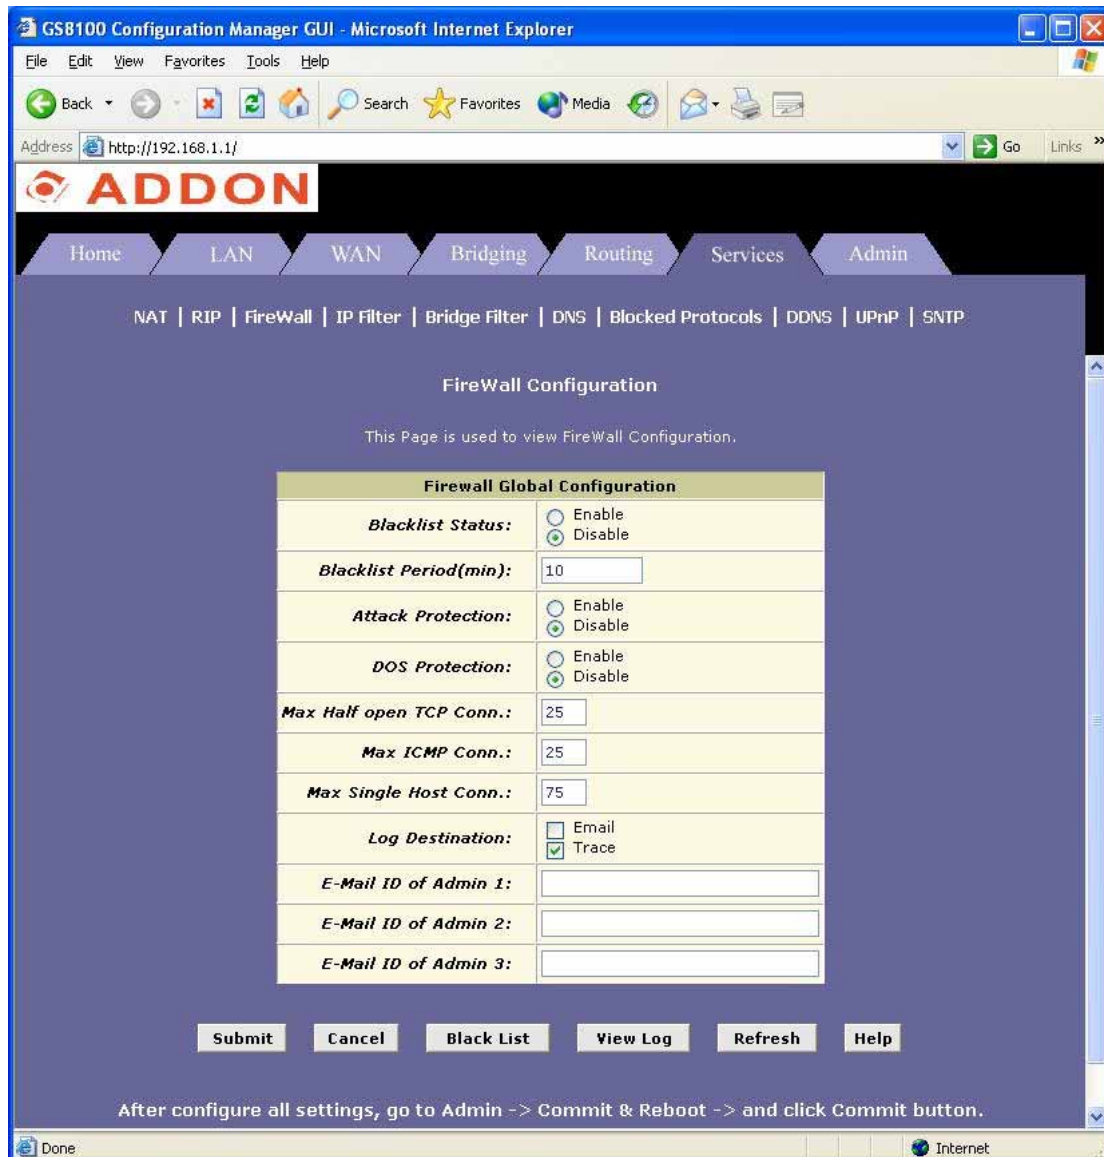 GS8100 Configuration Manager GUI - Microsoft Internet Explorer
File Edit View Favorites Tools Help
Back Search Favorites Media
Address http://192.168.1.1/ Go Links »
ADDON
Home LAN WAN Bridging Routing Services Admin
NAT | RIP | FireWall | IP Filter | Bridge Filter | DNS | Blocked Protocols | DDNS | UPnP | SNTP
FireWall Configuration
This Page is used to view FireWall Configuration.
Firewall Global Configuration
Blacklist Status: Enable
Disable
Blacklist Period(min): 10
Attack Protection: Enable
Disable
DOS Protection: Enable
Disable
Max Half open TCP Conn.: 25
Max ICMP Conn.: 25
Max Single Host Conn.: 75
Log Destination: Email
Trace
E-Mail ID of Admin 1:
E-Mail ID of Admin 2:
E-Mail ID of Admin 3:
Submit Cancel Black List View Log Refresh Help
After configure all settings, go to Admin -> Commit & Reboot -> and click Commit button.
Done Internet